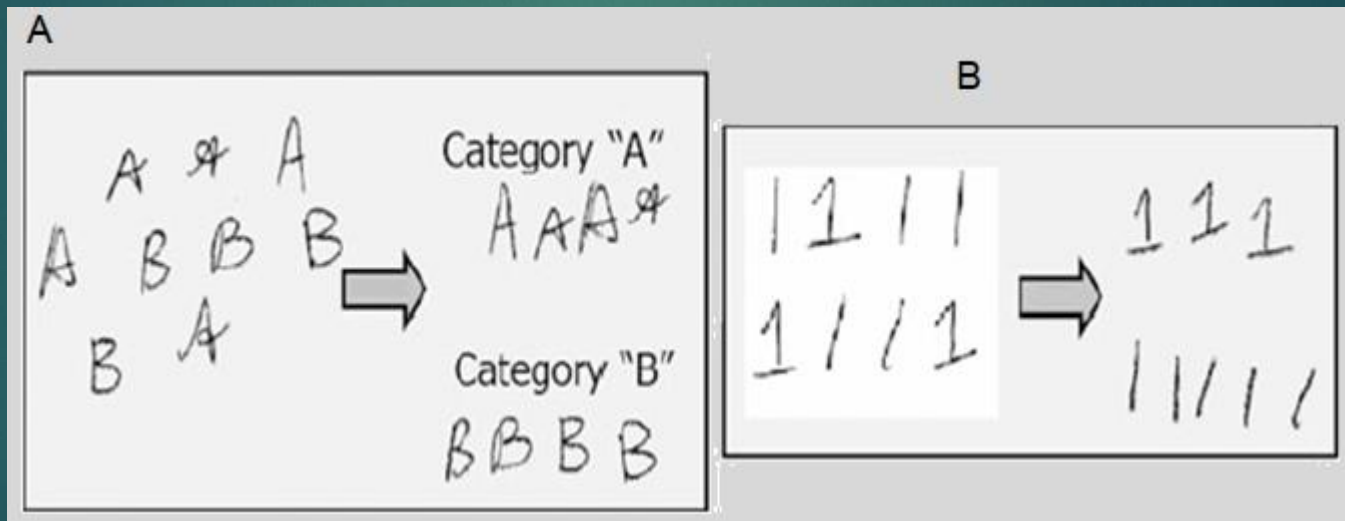 A
A A A
A B B B
B A
Category "A"
A A A A
Category "B"
B B B B
B
1 1 1 1
1 1 1 1
1 1 1
1 1 1 1 1